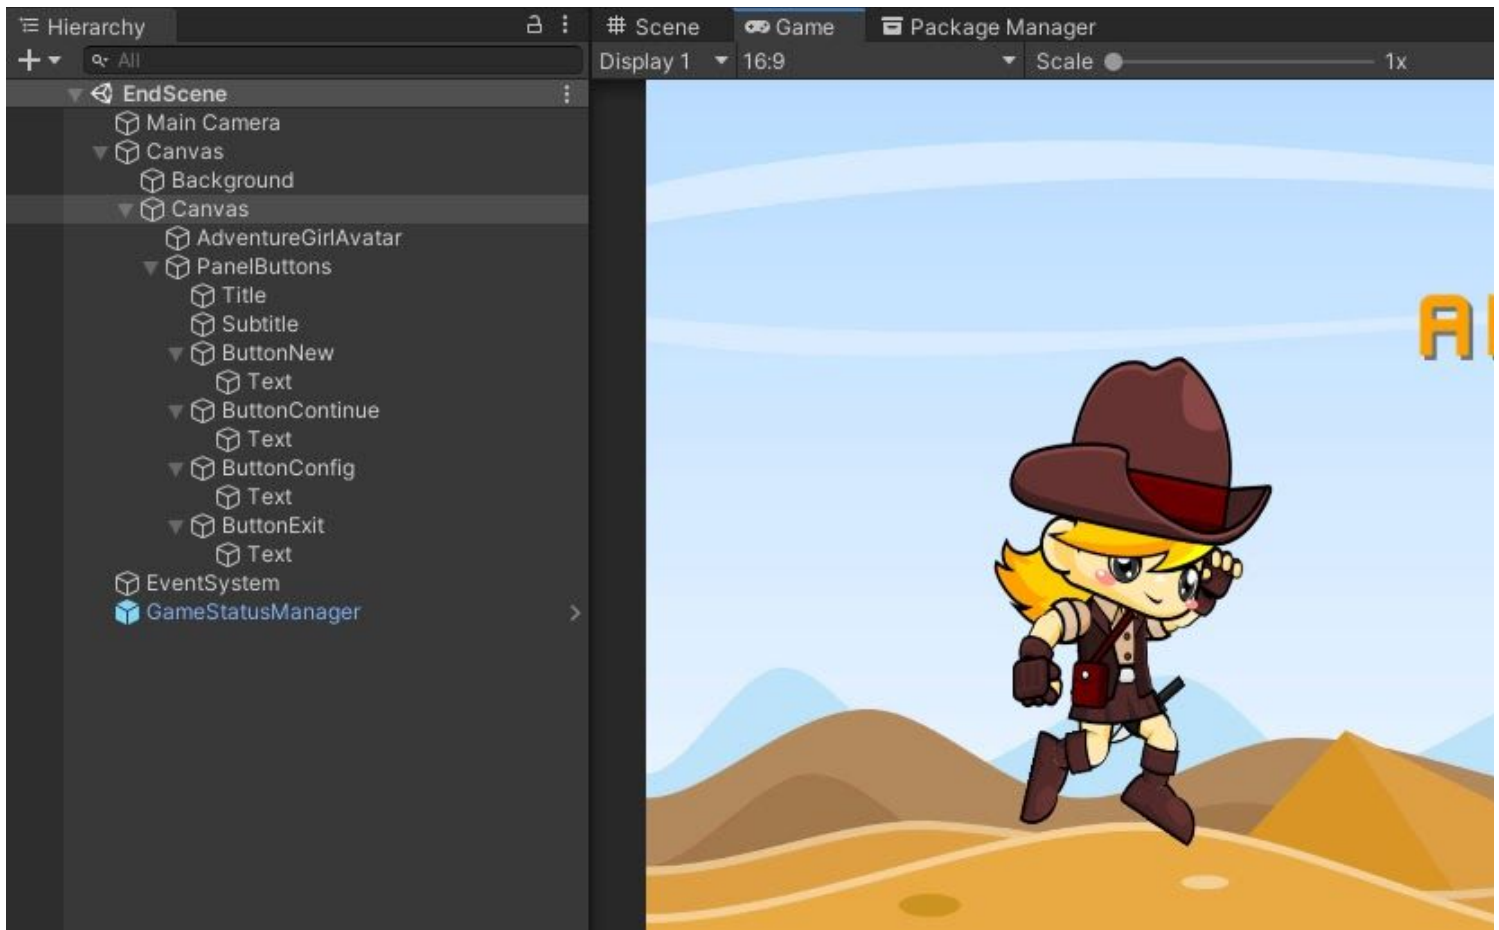 Hierarchy
All
EndScene
Main Camera
Canvas
Background
Canvas
AdventureGirlAvatar
PanelButtons
Title
Subtitle
ButtonNew
Text
ButtonContinue
Text
ButtonConfig
Text
ButtonExit
Text
EventSystem
GameStatusManager
Scene Game Package Manager
Display 1 16:9 Scale 1x
A